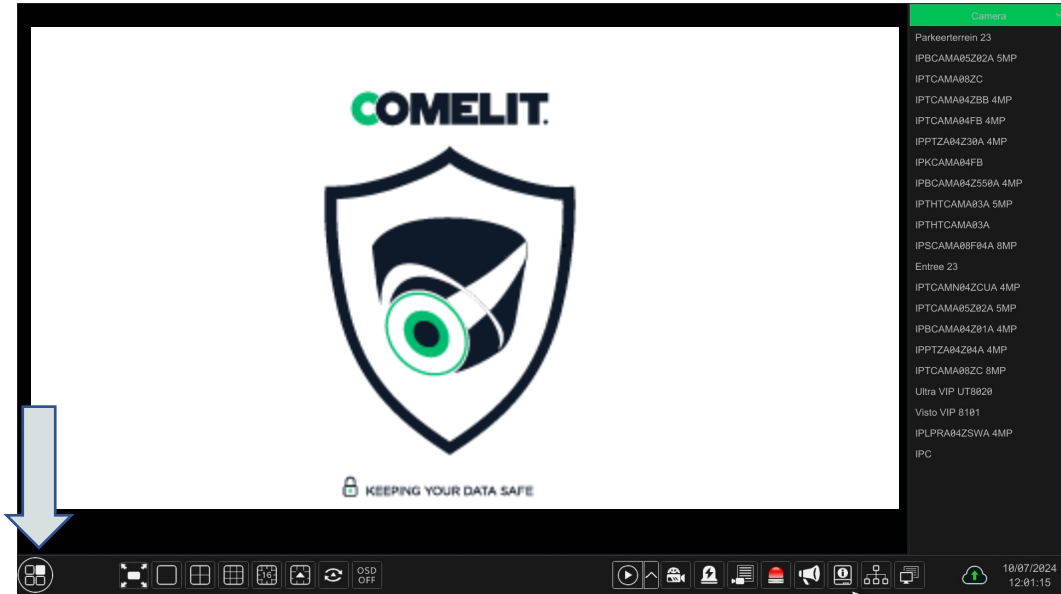 Camera
Parkeerterrein 23
IPBCAMA05Z02A 5MP
IPTCAMA08ZC
IPTCAMA04ZBB 4MP
IPTCAMA04FB 4MP
IPPTZA04Z30A 4MP
IPKCAMA04FB
IPBCAMA04Z550A 4MP
IPTHTCAMA03A 5MP
IPTHTCAMA03A
IPSCAMA08F04A 8MP
Entree 23
IPTCAMN04ZCUA 4MP
IPTCAMA05Z02A 5MP
IPBCAMA04Z01A 4MP
IPPTZA04Z04A 4MP
IPTCAMA08ZC 8MP
Ultra VIP UT8020
Visto VIP 8101
IPLPRA04ZSWA 4MP
IPC
COMELIT.
KEEPING YOUR DATA SAFE
16
OSD
OFF
10/07/2024
12:01:15